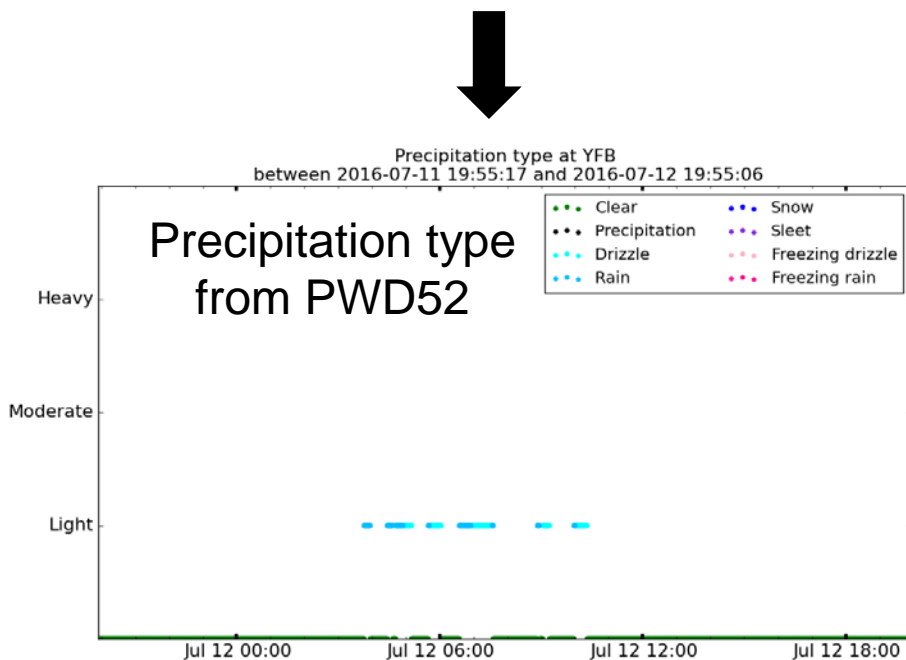 Precipitation type at YFB
between 2016-07-11 19:55:17 and 2016-07-12 19:55:06
Precipitation type
from PWD52
Clear
Precipitation
Drizzle
Rain
Snow
Sleet
Freezing drizzle
Freezing rain
Heavy
Moderate
Light
Jul 12 00:00 Jul 12 06:00 Jul 12 12:00 Jul 12 18:00